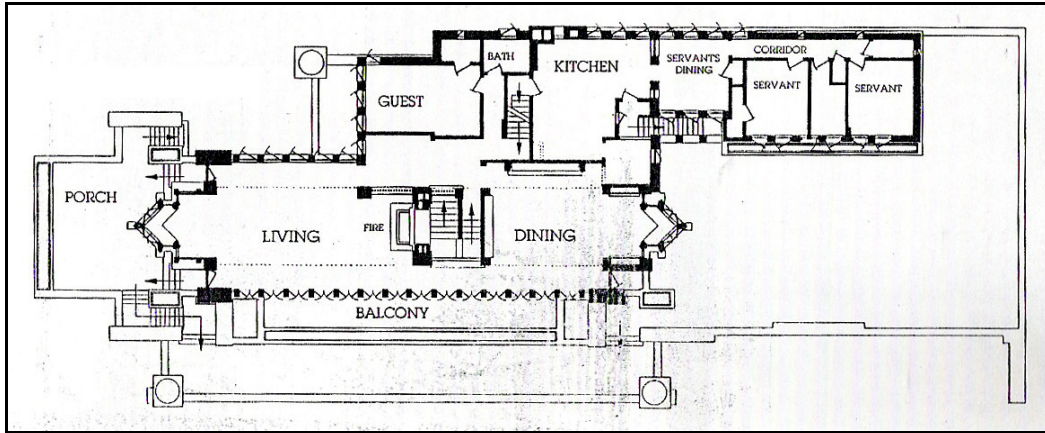 BATH
KITCHEN
SERVANTS
DINING
CORRIDOR
GUEST
SERVANT
SERVANT
PORCH
LIVING
FIRE
DINING
BALCONY